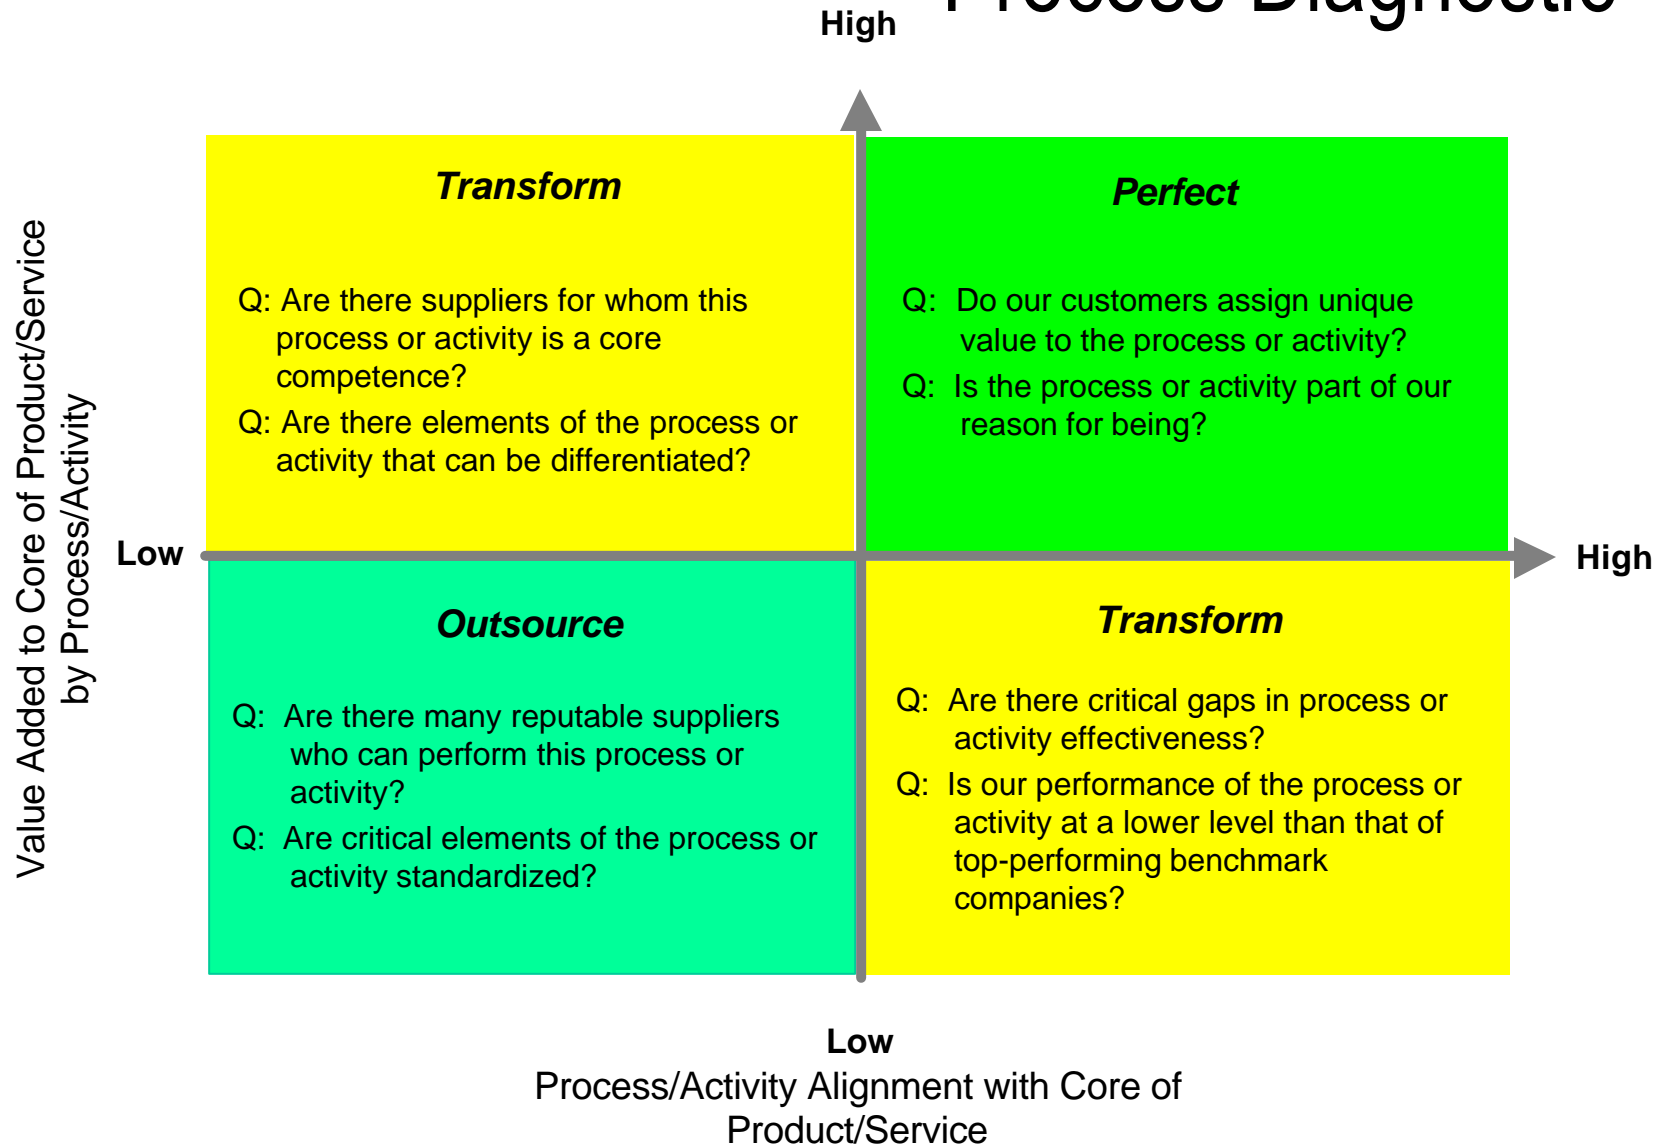 Process Diagnostic
High
Transform
Q: Are there suppliers for whom this
process or activity is a core
competence?
Q: Are there elements of the process or
activity that can be differentiated?
Perfect
Q: Do our customers assign unique
value to the process or activity?
Q: Is the process or activity part of our
reason for being?
Value Added to Core of Product/Service
by Process/Activity
Low
High
Outsource
Q: Are there many reputable suppliers
who can perform this process or
activity?
Q: Are critical elements of the process or
activity standardized?
Transform
Q: Are there critical gaps in process or
activity effectiveness?
Q: Is our performance of the process or
activity at a lower level than that of
top-performing benchmark
companies?
Low
Process/Activity Alignment with Core of
Product/Service